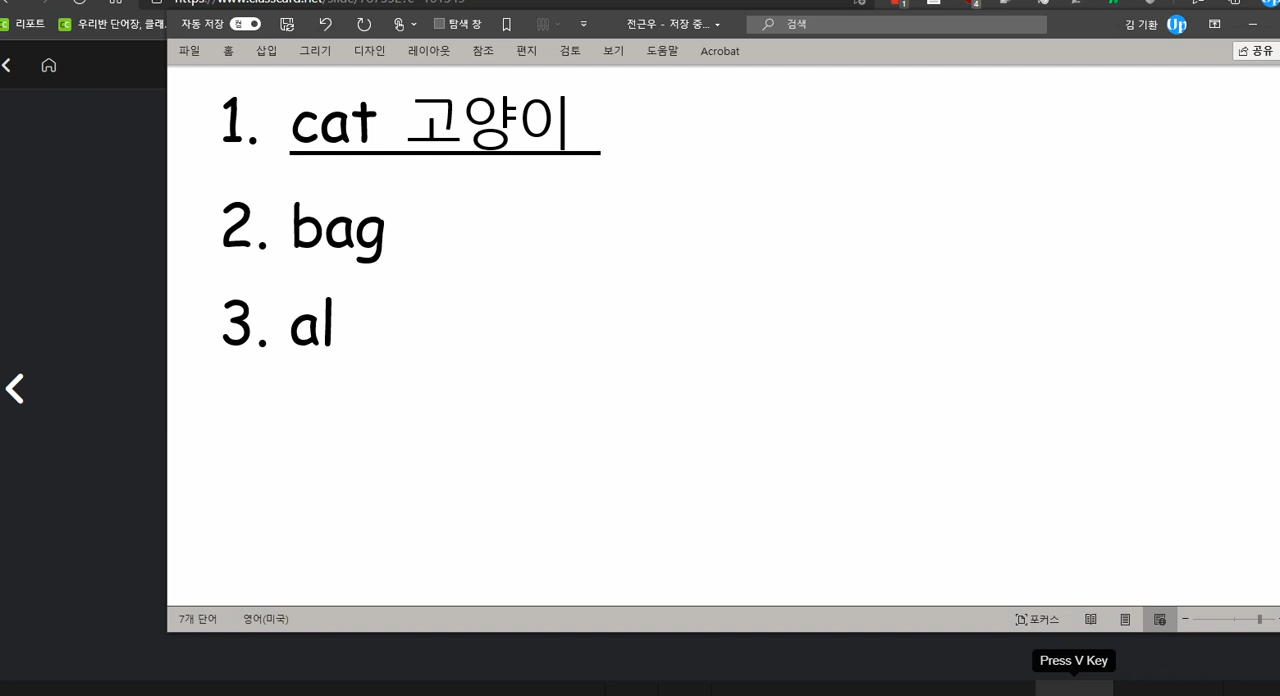 리포트 우리반 단어장, 클래
자동 저장 컴 탐색 창 전근우 - 저장 중... 검색 김 기환 Up
파일 홈 삽입 그리기 디자인 레이아웃 참조 편지 검토 보기 도움말 Acrobat 공유
1. cat 고양이
2. bag
3. al
7개 단어 영어(미국) 포커스
Press V Key